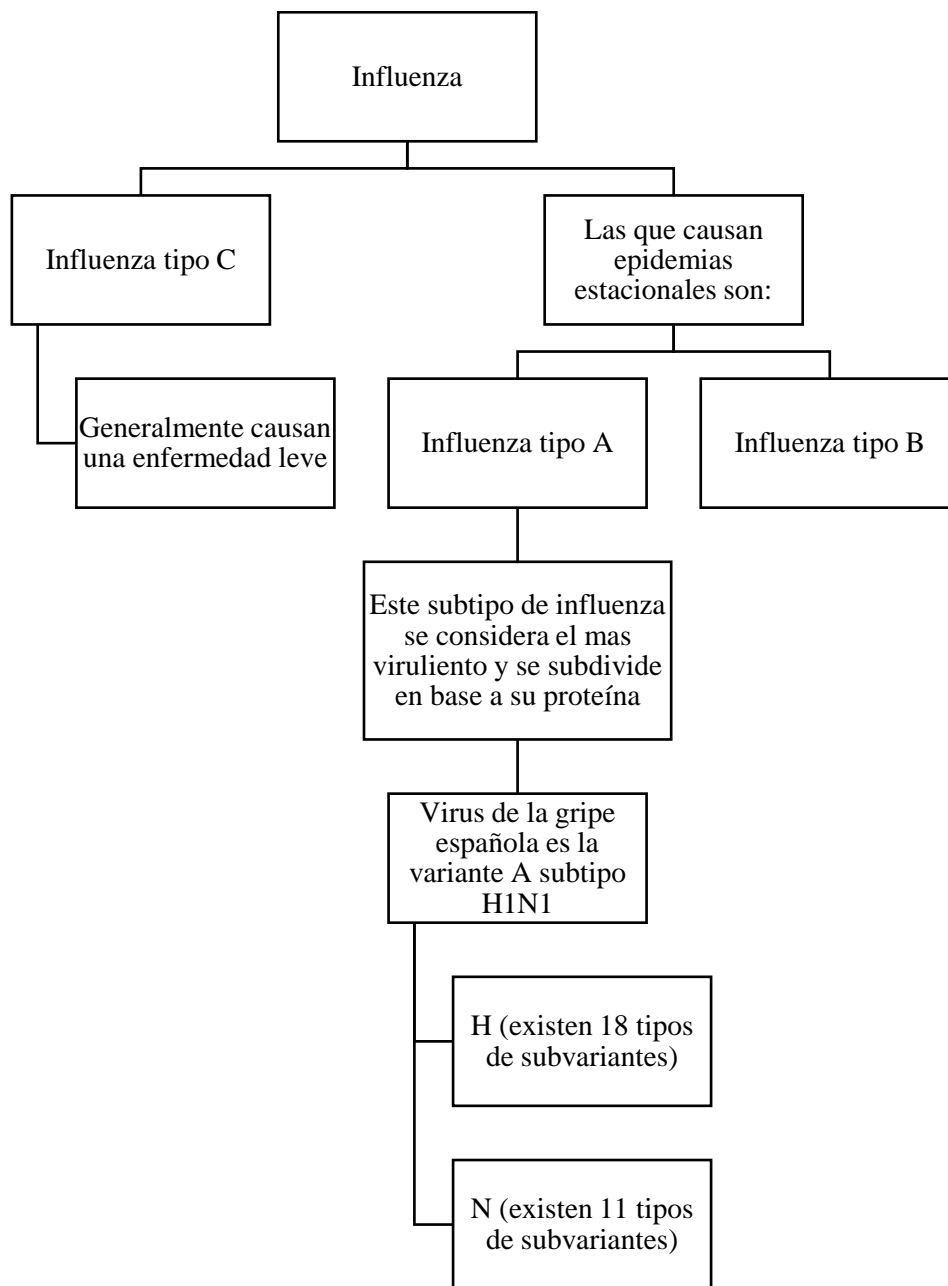 Influenza
Influenza tipo C
Las que causan
epidemias
estacionales son:
Generalmente causan
una enfermedad leve
Influenza tipo A
Influenza tipo B
Este subtipo de influenza
se considera el mas
viruliento y se subdivide
en base a su proteína
Virus de la gripe
española es la
variante A subtipo
H1N1
H (existen 18 tipos
de subvariantes)
N (existen 11 tipos
de subvariantes)